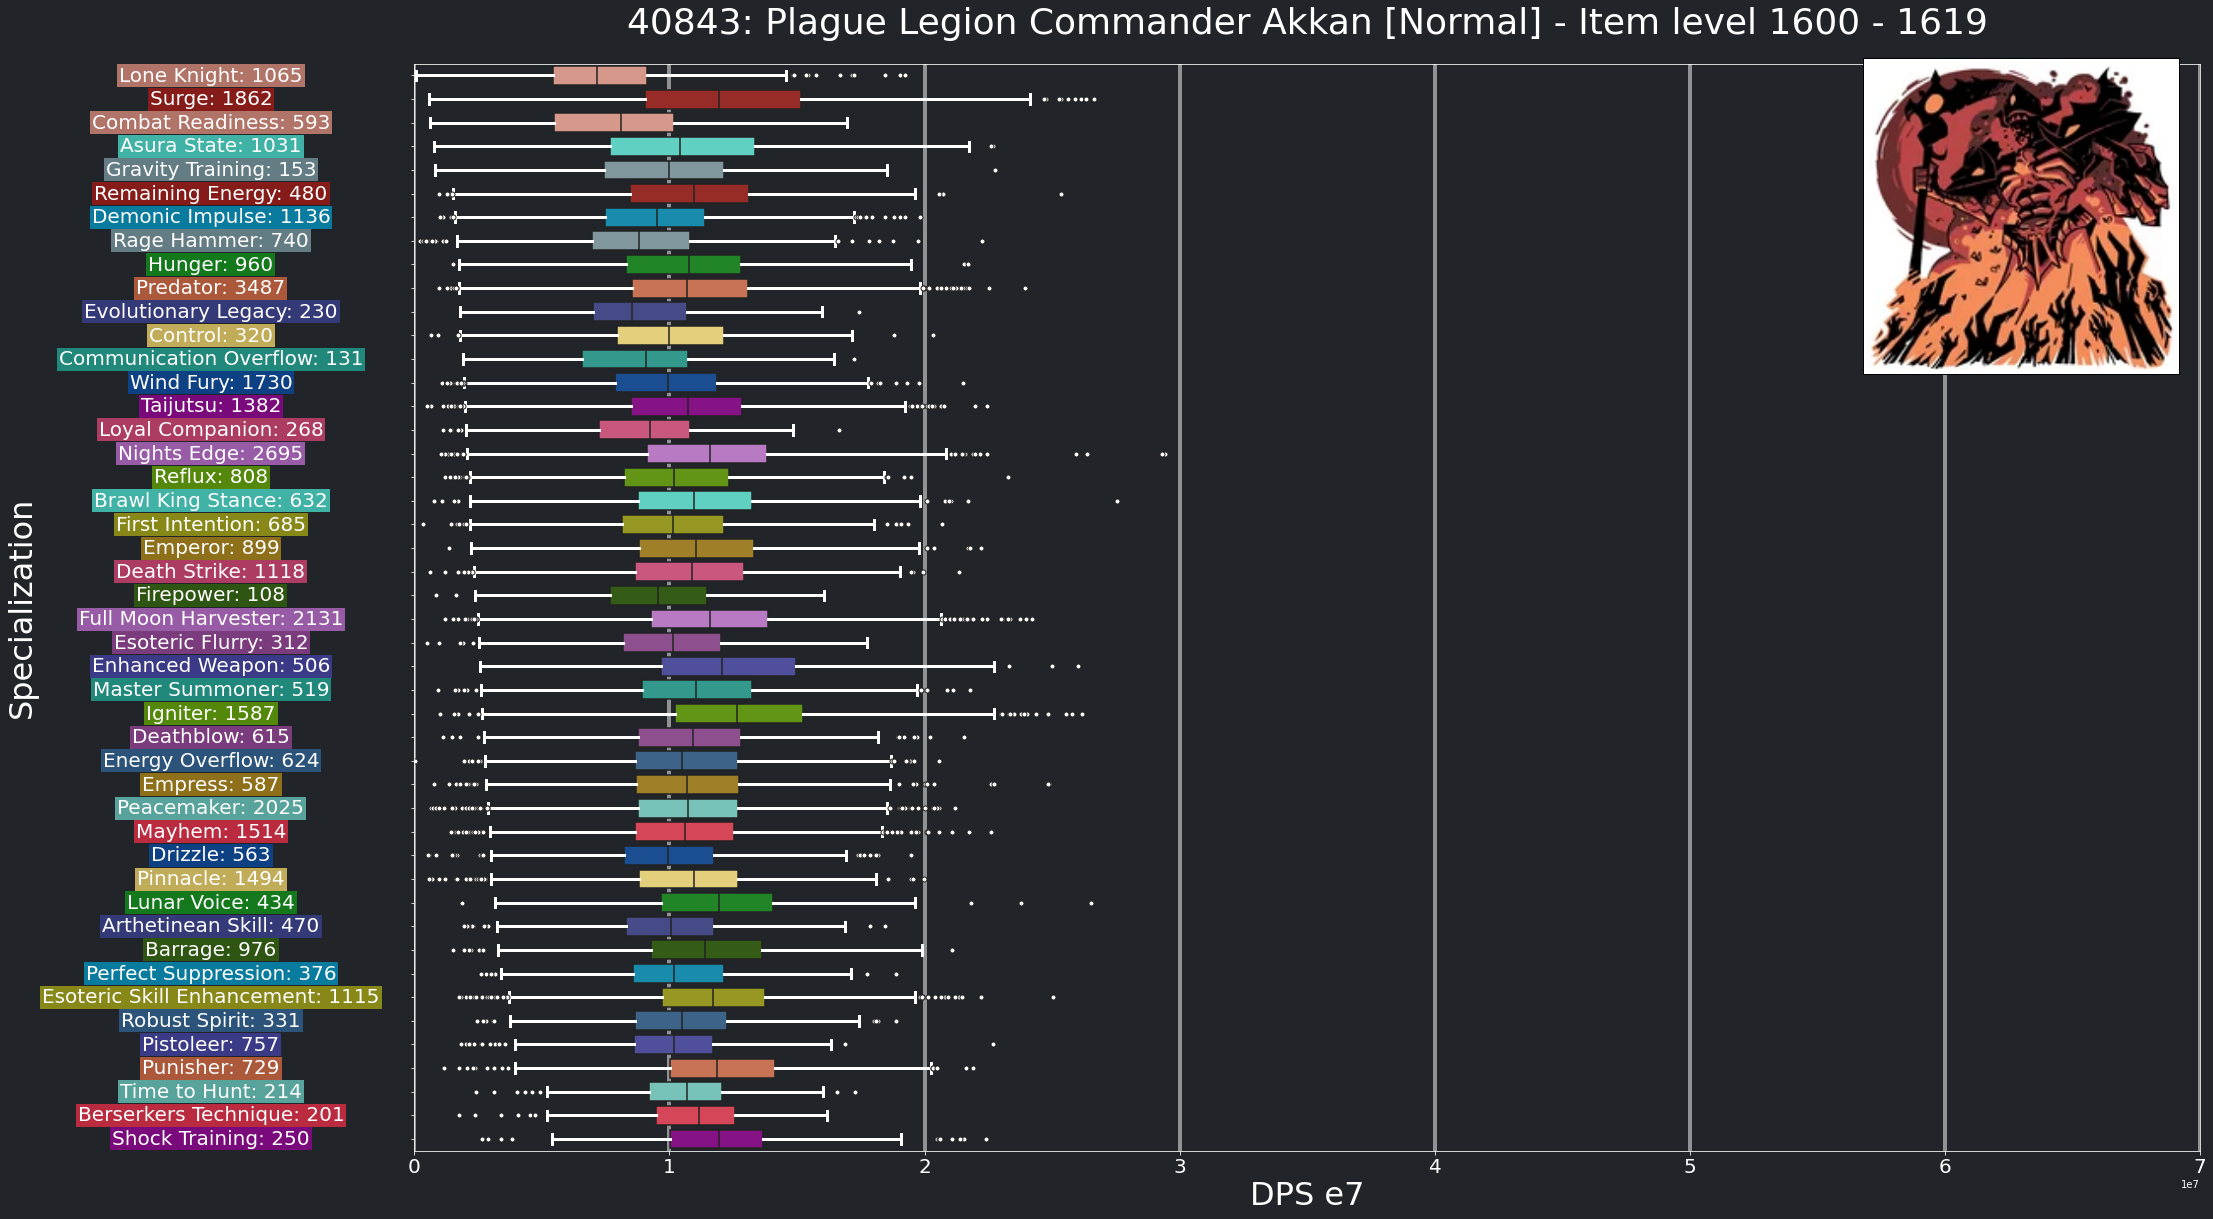 40843: Plague Legion Commander Akkan [Normal] - Item level 1600 - 1619
Specialization
Lone Knight: 1065
Surge: 1862
Combat Readiness: 593
Asura State: 1031
Gravity Training: 153
Remaining Energy: 480
Demonic Impulse: 1136
Rage Hammer: 740
Hunger: 960
Predator: 3487
Evolutionary Legacy: 230
Control: 320
Communication Overflow: 131
Wind Fury: 1730
Taijutsu: 1382
Loyal Companion: 268
Nights Edge: 2695
Reflux: 808
Brawl King Stance: 632
First Intention: 685
Emperor: 899
Death Strike: 1118
Firepower: 108
Full Moon Harvester: 2131
Esoteric Flurry: 312
Enhanced Weapon: 506
Master Summoner: 519
Igniter: 1587
Deathblow: 615
Energy Overflow: 624
Empress: 587
Peacemaker: 2025
Mayhem: 1514
Drizzle: 563
Pinnacle: 1494
Lunar Voice: 434
Arthetinean Skill: 470
Barrage: 976
Perfect Suppression: 376
Esoteric Skill Enhancement: 1115
Robust Spirit: 331
Pistoleer: 757
Punisher: 729
Time to Hunt: 214
Berserkers Technique: 201
Shock Training: 250
0 1 2 3 4 5 6 7
1e7
DPS e7